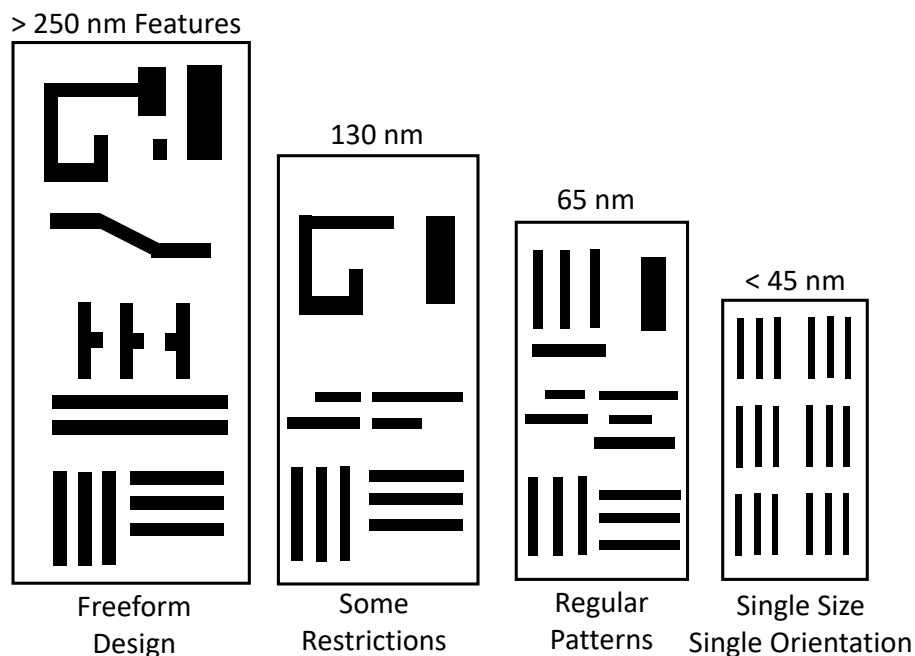 > 250 nm Features
130 nm
65 nm
< 45 nm
Freeform
Design
Some
Restrictions
Regular
Patterns
Single Size
Single Orientation